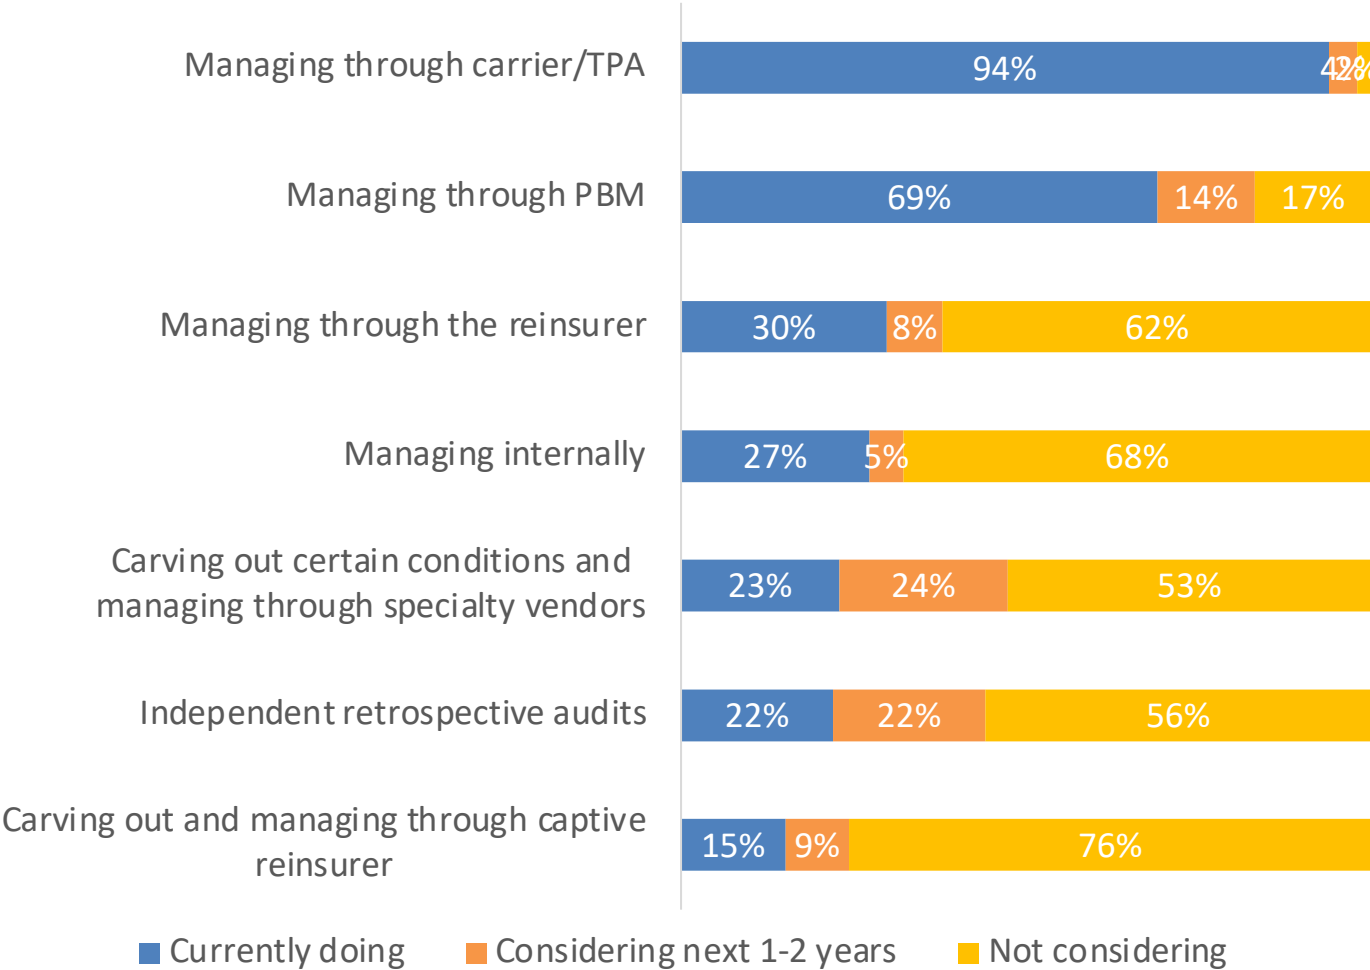 Managing through carrier/TPA
94% 4% 2%
Managing through PBM
69% 14% 17%
Managing through the reinsurer
30% 8% 62%
Managing internally
27% 5% 68%
Carving out certain conditions and
managing through specialty vendors
23% 24% 53%
Independent retrospective audits
22% 22% 56%
Carving out and managing through captive
reinsurer
15% 9% 76%
Currently doing Considering next 1-2 years Not considering